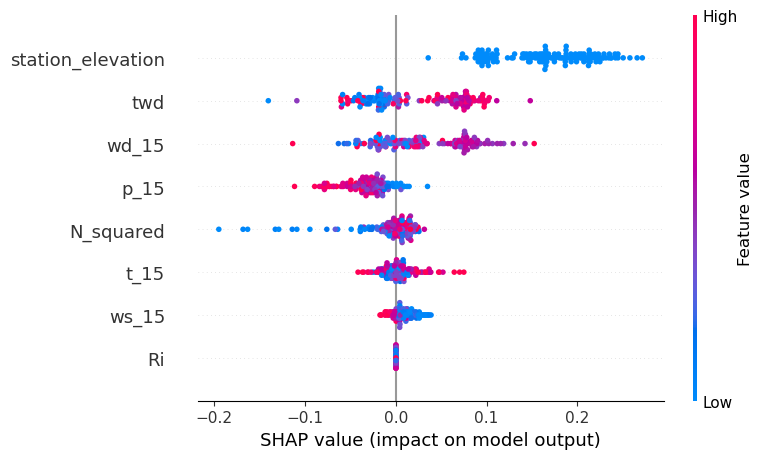 High
station_elevation
twd
wd_15
p_15
N_squared
t_15
ws_15
Ri
Feature value
Low
−0.2 −0.1 0.0 0.1 0.2
SHAP value (impact on model output)